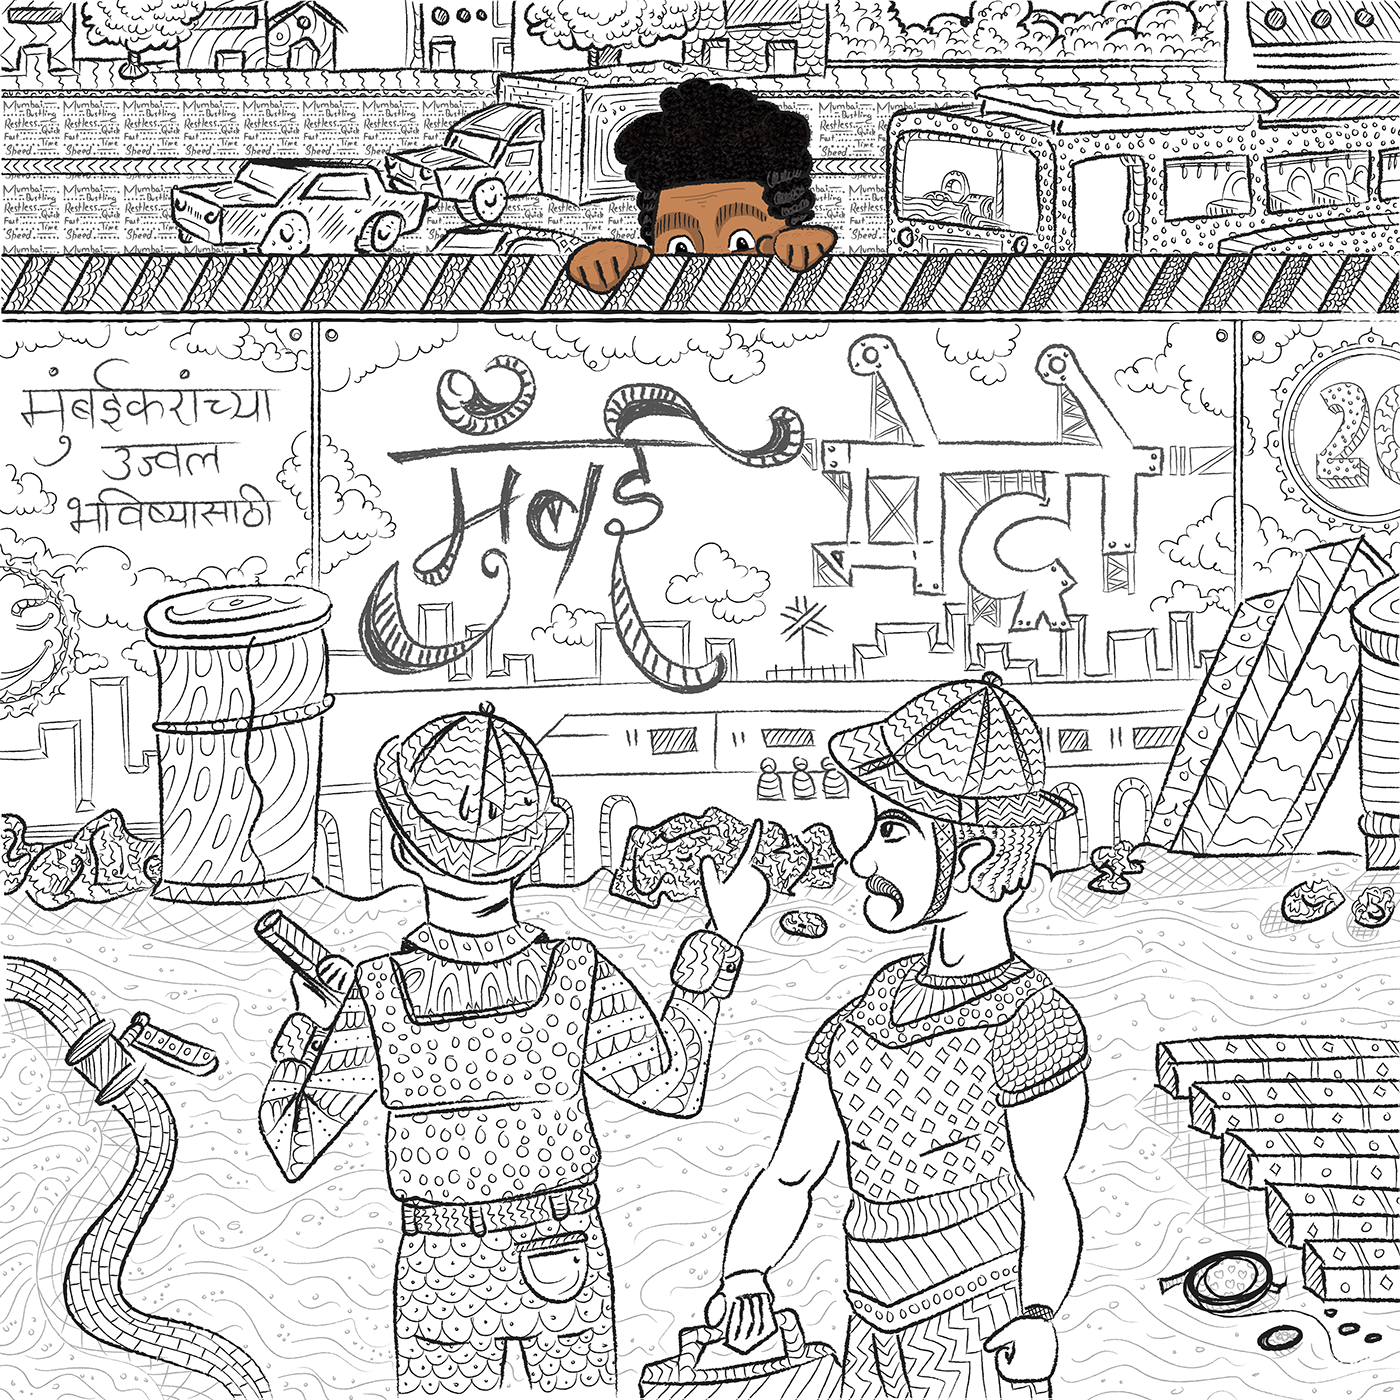 Mumbai
Bustling
Restless
Quick
Fast
Time
Speed
मुंबईकरांच्या
उज्वल
भविष्यासाठी
मुंबई मेट्रो